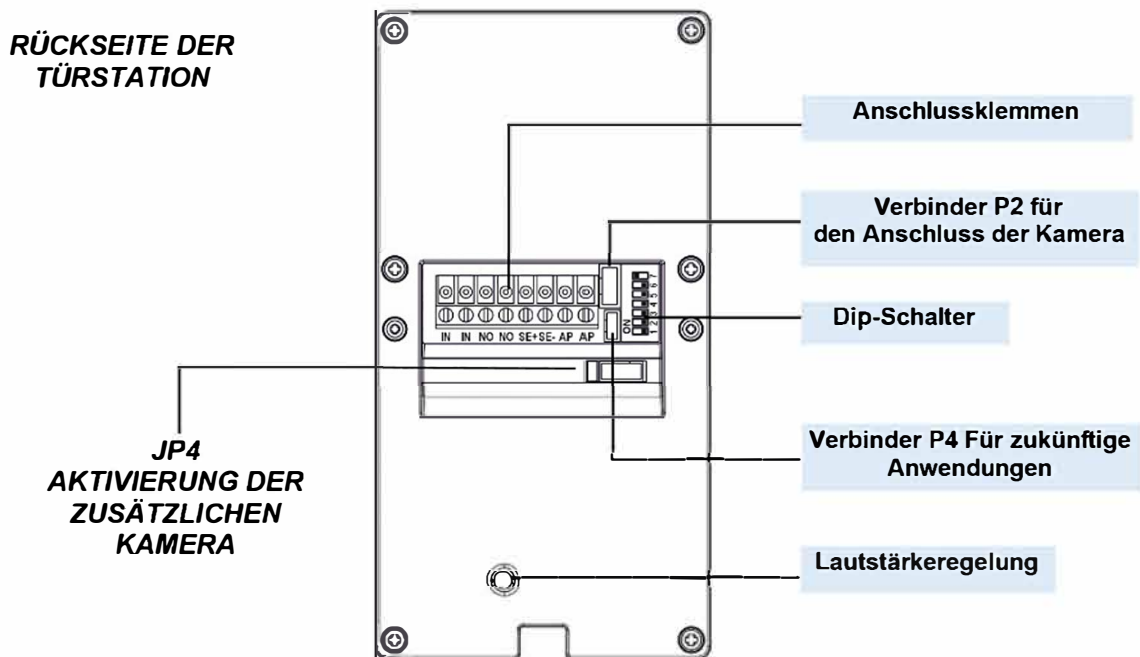 RÜCKSEITE DER
TÜRSTATION
Anschlussklemmen
Verbinder P2 für
den Anschluss der Kamera
Dip-Schalter
ON
1 2 3 4 5 6 7
IN IN NO NO SE+ SE- AP AP
JP4
AKTIVIERUNG DER
ZUSÄTZLICHEN
KAMERA
Verbinder P4 Für zukünftige
Anwendungen
Lautstärkeregelung